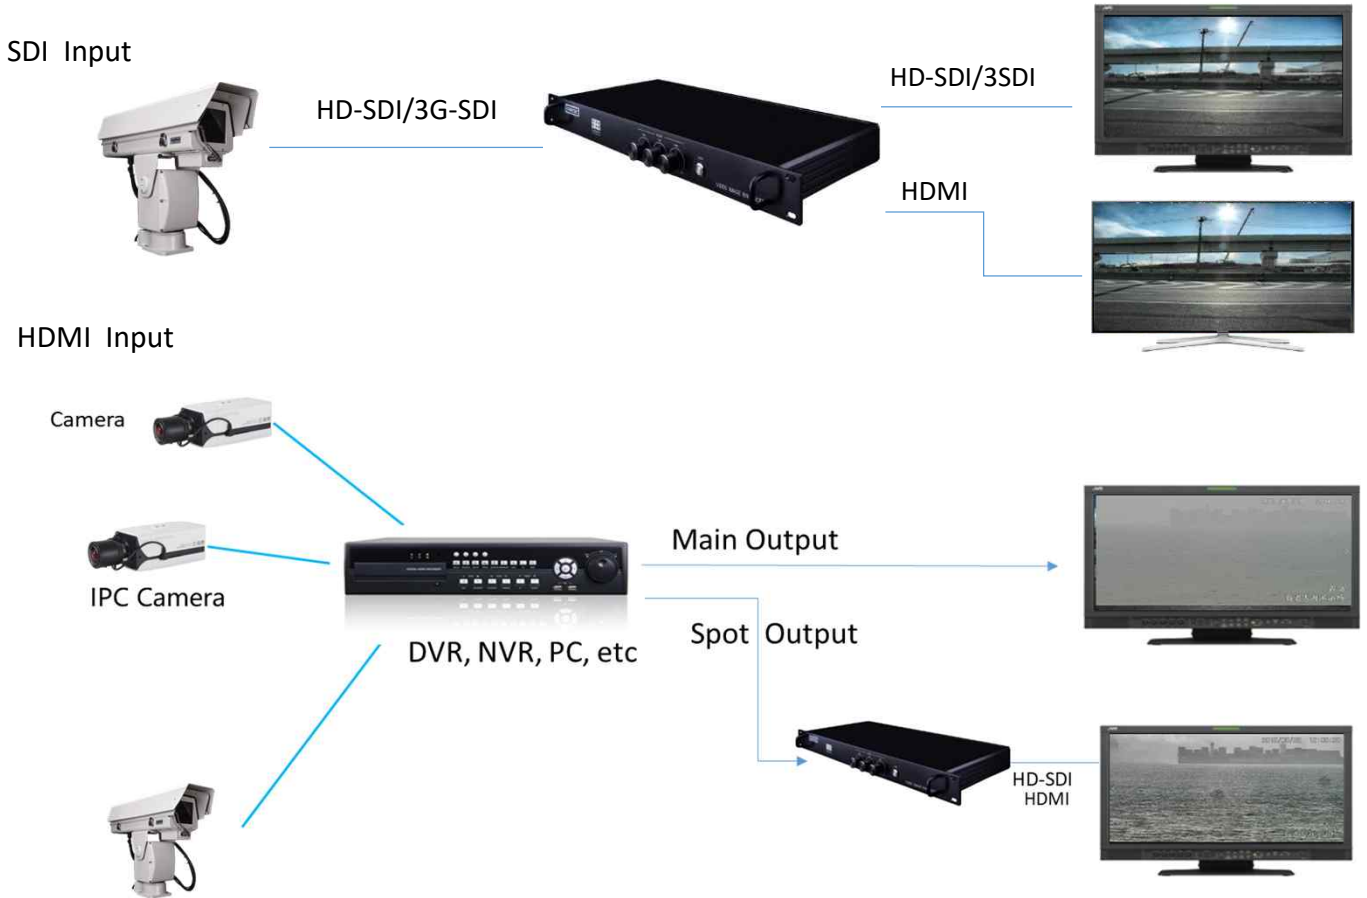 SDI Input
HD-SDI/3G-SDI
HD-SDI/3SDI
HDMI
HDMI Input
Camera
IPC Camera
DVR, NVR, PC, etc
Main Output
Spot Output
HD-SDI
HDMI